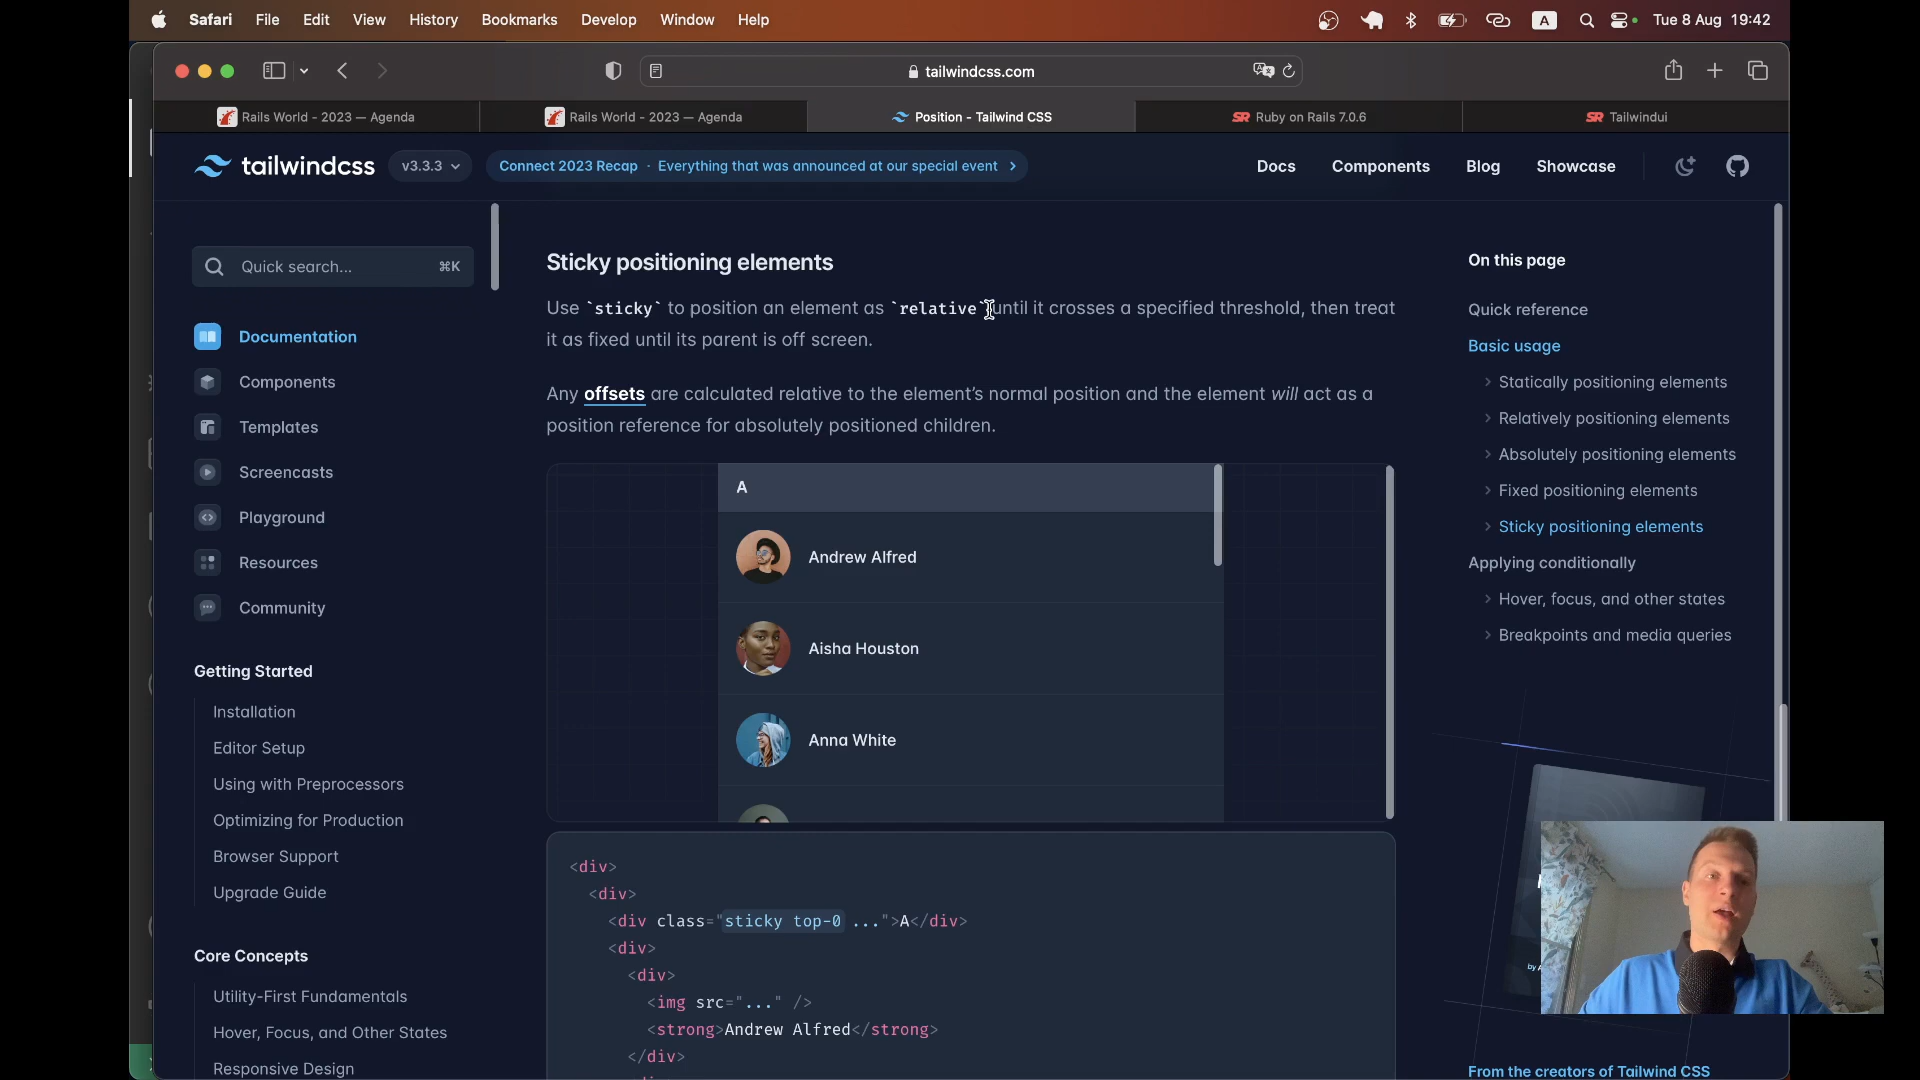 Safari File Edit View History Bookmarks Develop Window Help A Tue 8 Aug 19:42
tailwindcss.com
Rails World - 2023 — Agenda
Rails World - 2023 — Agenda
Position - Tailwind CSS
SR Ruby on Rails 7.0.6
SR Tailwindui
tailwindcss v3.3.3 Connect 2023 Recap · Everything that was announced at our special event
Docs Components Blog Showcase
Quick search... ⌘K
Documentation
Components
Templates
Screencasts
Playground
Resources
Community
Getting Started
Installation
Editor Setup
Using with Preprocessors
Optimizing for Production
Browser Support
Upgrade Guide
Core Concepts
Utility-First Fundamentals
Hover, Focus, and Other States
Responsive Design
Sticky positioning elements
Use `sticky` to position an element as `relative` until it crosses a specified threshold, then treat
it as fixed until its parent is off screen.
Any offsets are calculated relative to the element’s normal position and the element will act as a
position reference for absolutely positioned children.
A
Andrew Alfred
Aisha Houston
Anna White
<div>
<div>
<div class="sticky top-0 ...">A</div>
<div>
<div>
<img src="..." />
<strong>Andrew Alfred</strong>
</div>
On this page
Quick reference
Basic usage
Statically positioning elements
Relatively positioning elements
Absolutely positioning elements
Fixed positioning elements
Sticky positioning elements
Applying conditionally
Hover, focus, and other states
Breakpoints and media queries
by
From the creators of Tailwind CSS